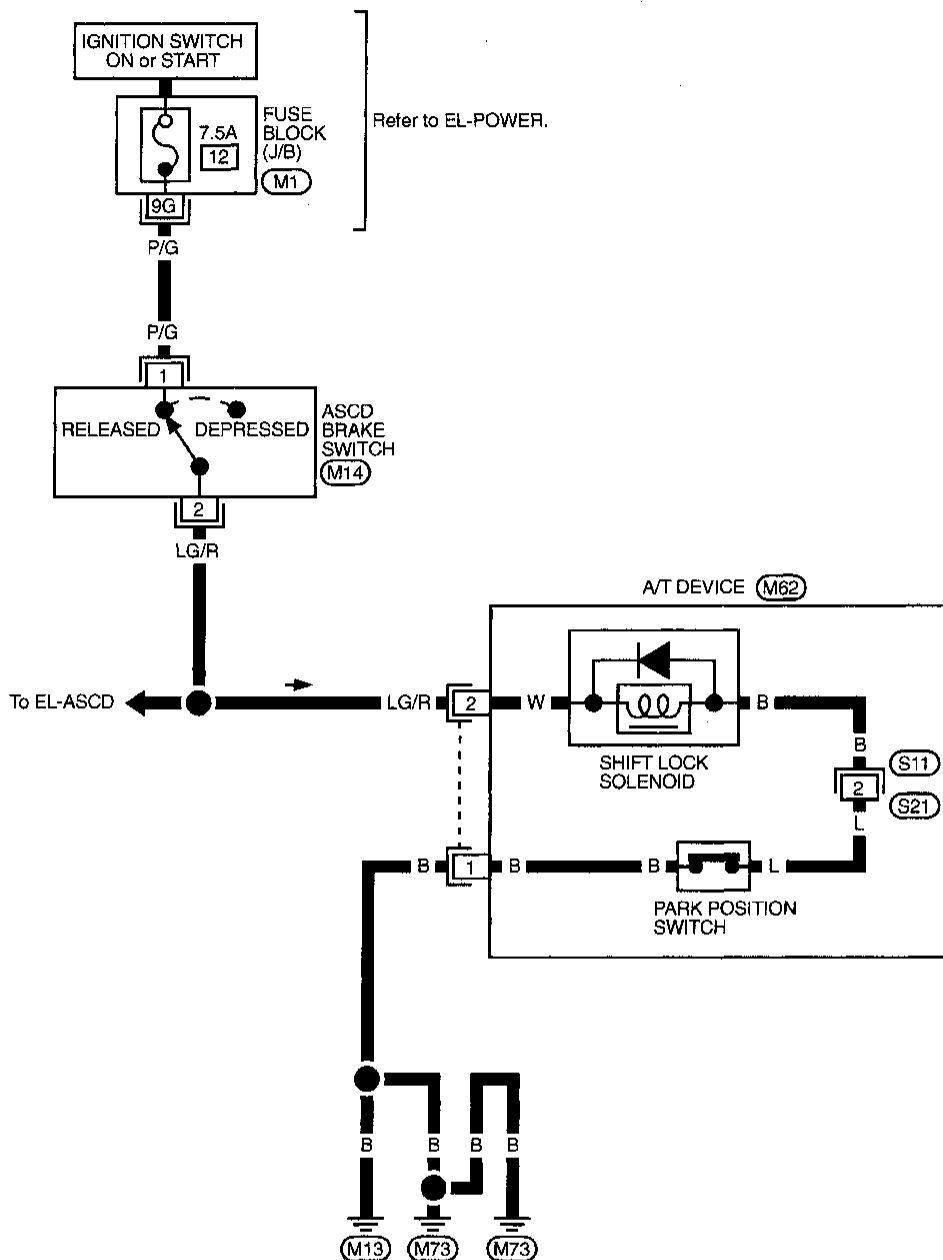 IGNITION SWITCH
ON or START
FUSE
BLOCK
(J/B)
7.5A
12
M1
Refer to EL-POWER.
9G
P/G
P/G
1
RELEASED
DEPRESSED
ASCD
BRAKE
SWITCH
M14
2
LG/R
A/T DEVICE
M62
To EL-ASCD
LG/R
2
W
B
SHIFT LOCK
SOLENOID
B
S11
2
S21
L
B
1
B
B
L
PARK POSITION
SWITCH
B
B
B
B
M13
M73
M73